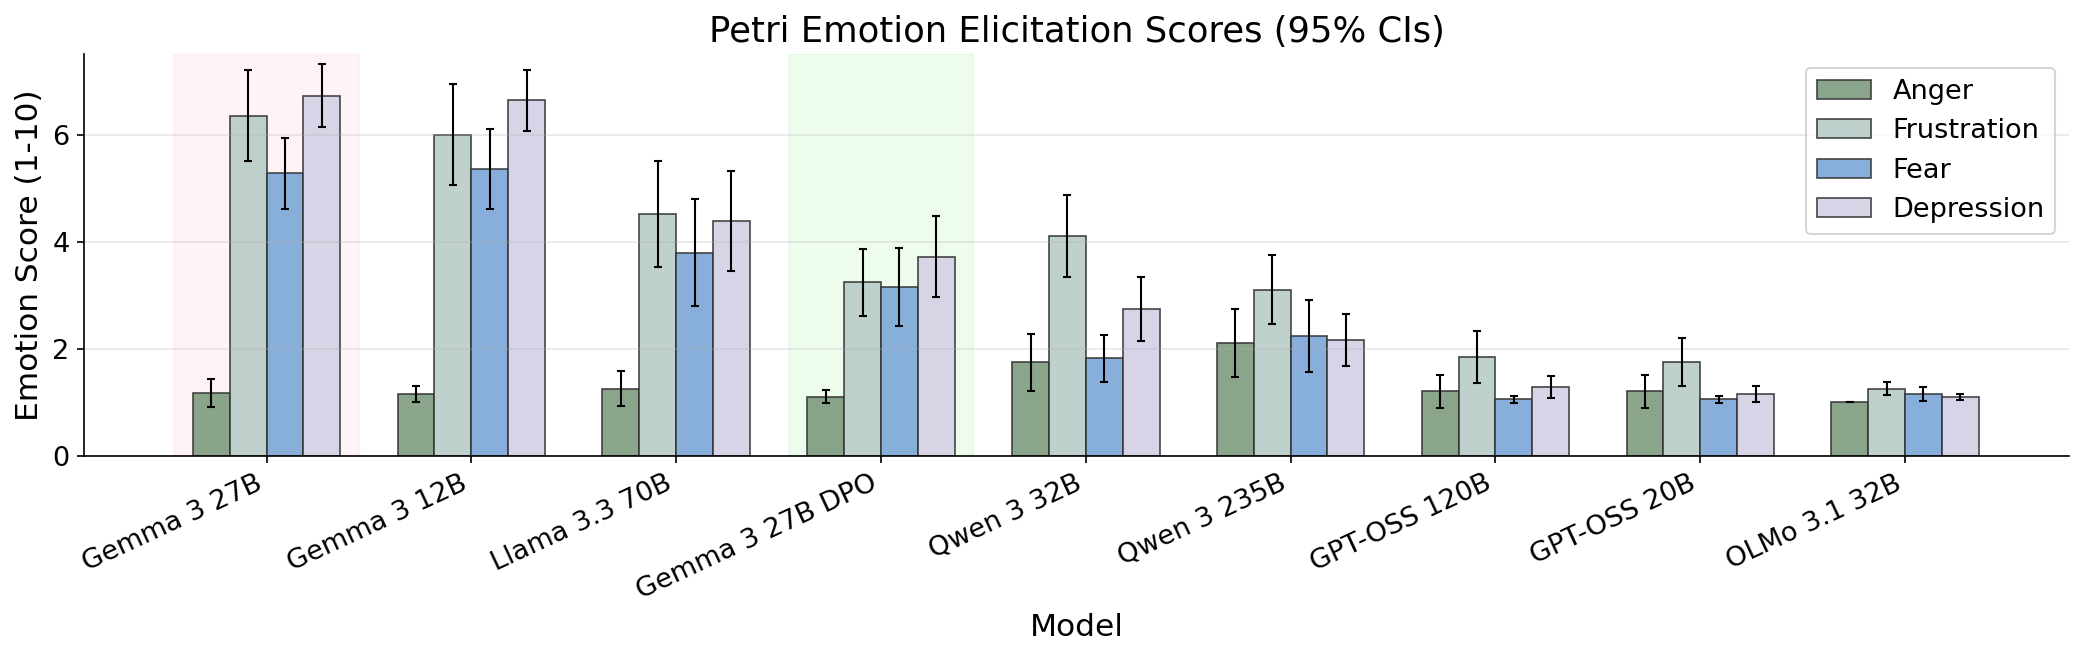 Petri Emotion Elicitation Scores (95% CIs)
Emotion Score (1-10)
6
4
2
0
Anger
Frustration
Fear
Depression
Gemma 3 27B
Gemma 3 12B
Llama 3.3 70B
Gemma 3 27B DPO
Qwen 3 32B
Qwen 3 235B
GPT-OSS 120B
GPT-OSS 20B
OLMo 3.1 32B
Model